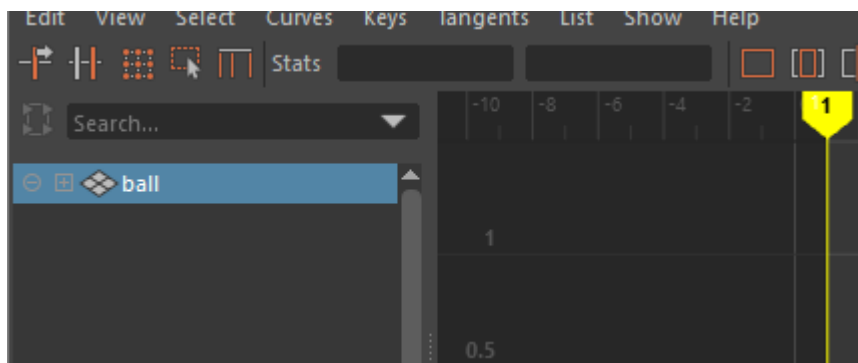 Edit View Select Curves Keys Tangents List Show Help
Stats
Search...
-10 -8 -6 -4 -2 1
ball
1
0.5